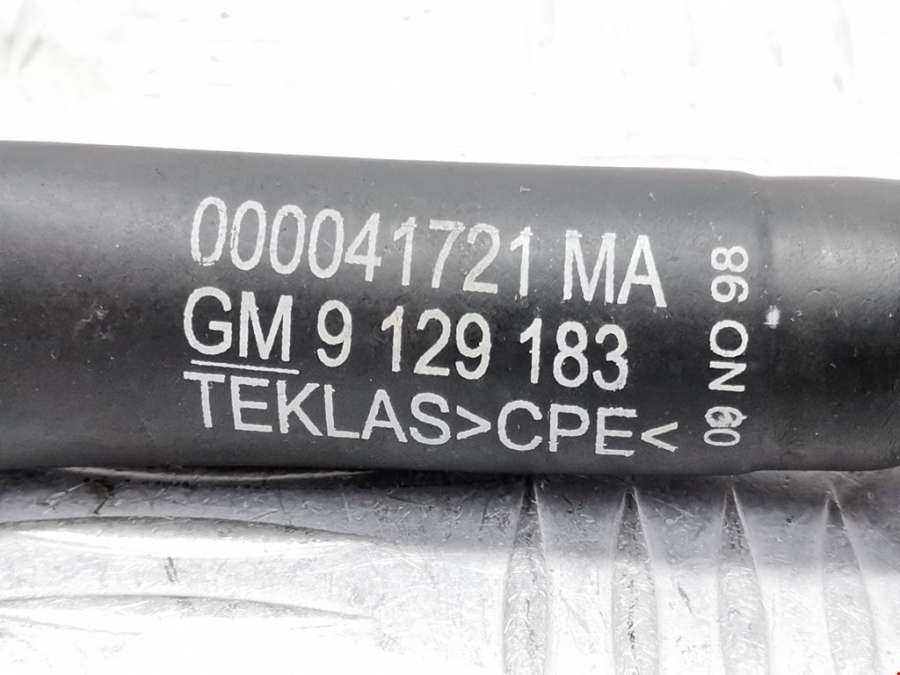 000041721 MA
GM 9 129 183
TEKLAS>CPE<
09 NO 98